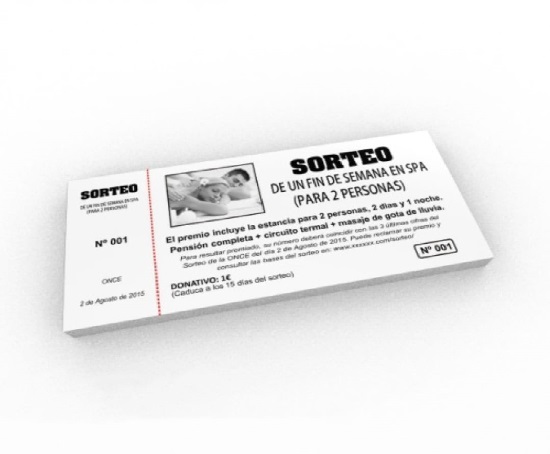 SORTEO
DE UN FIN DE SEMANA EN SPA
(PARA 2 PERSONAS)
Nº 001
ONCE
2 de Agosto de 2015
SORTEO
DE UN FIN DE SEMANA EN SPA
(PARA 2 PERSONAS)
El premio incluye la estancia para 2 personas, 2 días y 1 noche.
Pensión completa + circuito termal + masaje de gota de lluvia.
Para resultar premiado, su número deberá coincidir con las 3 últimas cifras del
Sorteo de la ONCE del día 2 de Agosto de 2015. Puede reclamar su premio y
consultar las bases del sorteo en: www.xxxxxx.com/sorteo/
DONATIVO: 1€
(Caduca a los 15 días del sorteo)
Nº 001